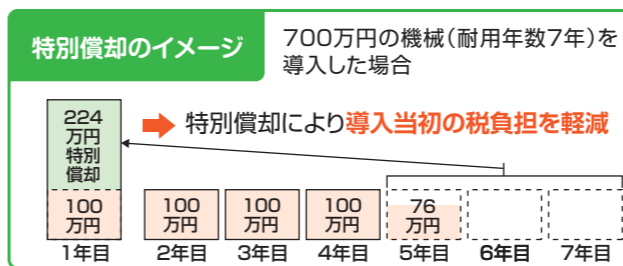 特別償却のイメージ
700万円の機械(耐用年数7年)を
導入した場合
224
万円
特別
償却
特別償却により導入当初の税負担を軽減
100
万円
100
万円
100
万円
100
万円
76
万円
1年目
2年目
3年目
4年目
5年目
6年目
7年目